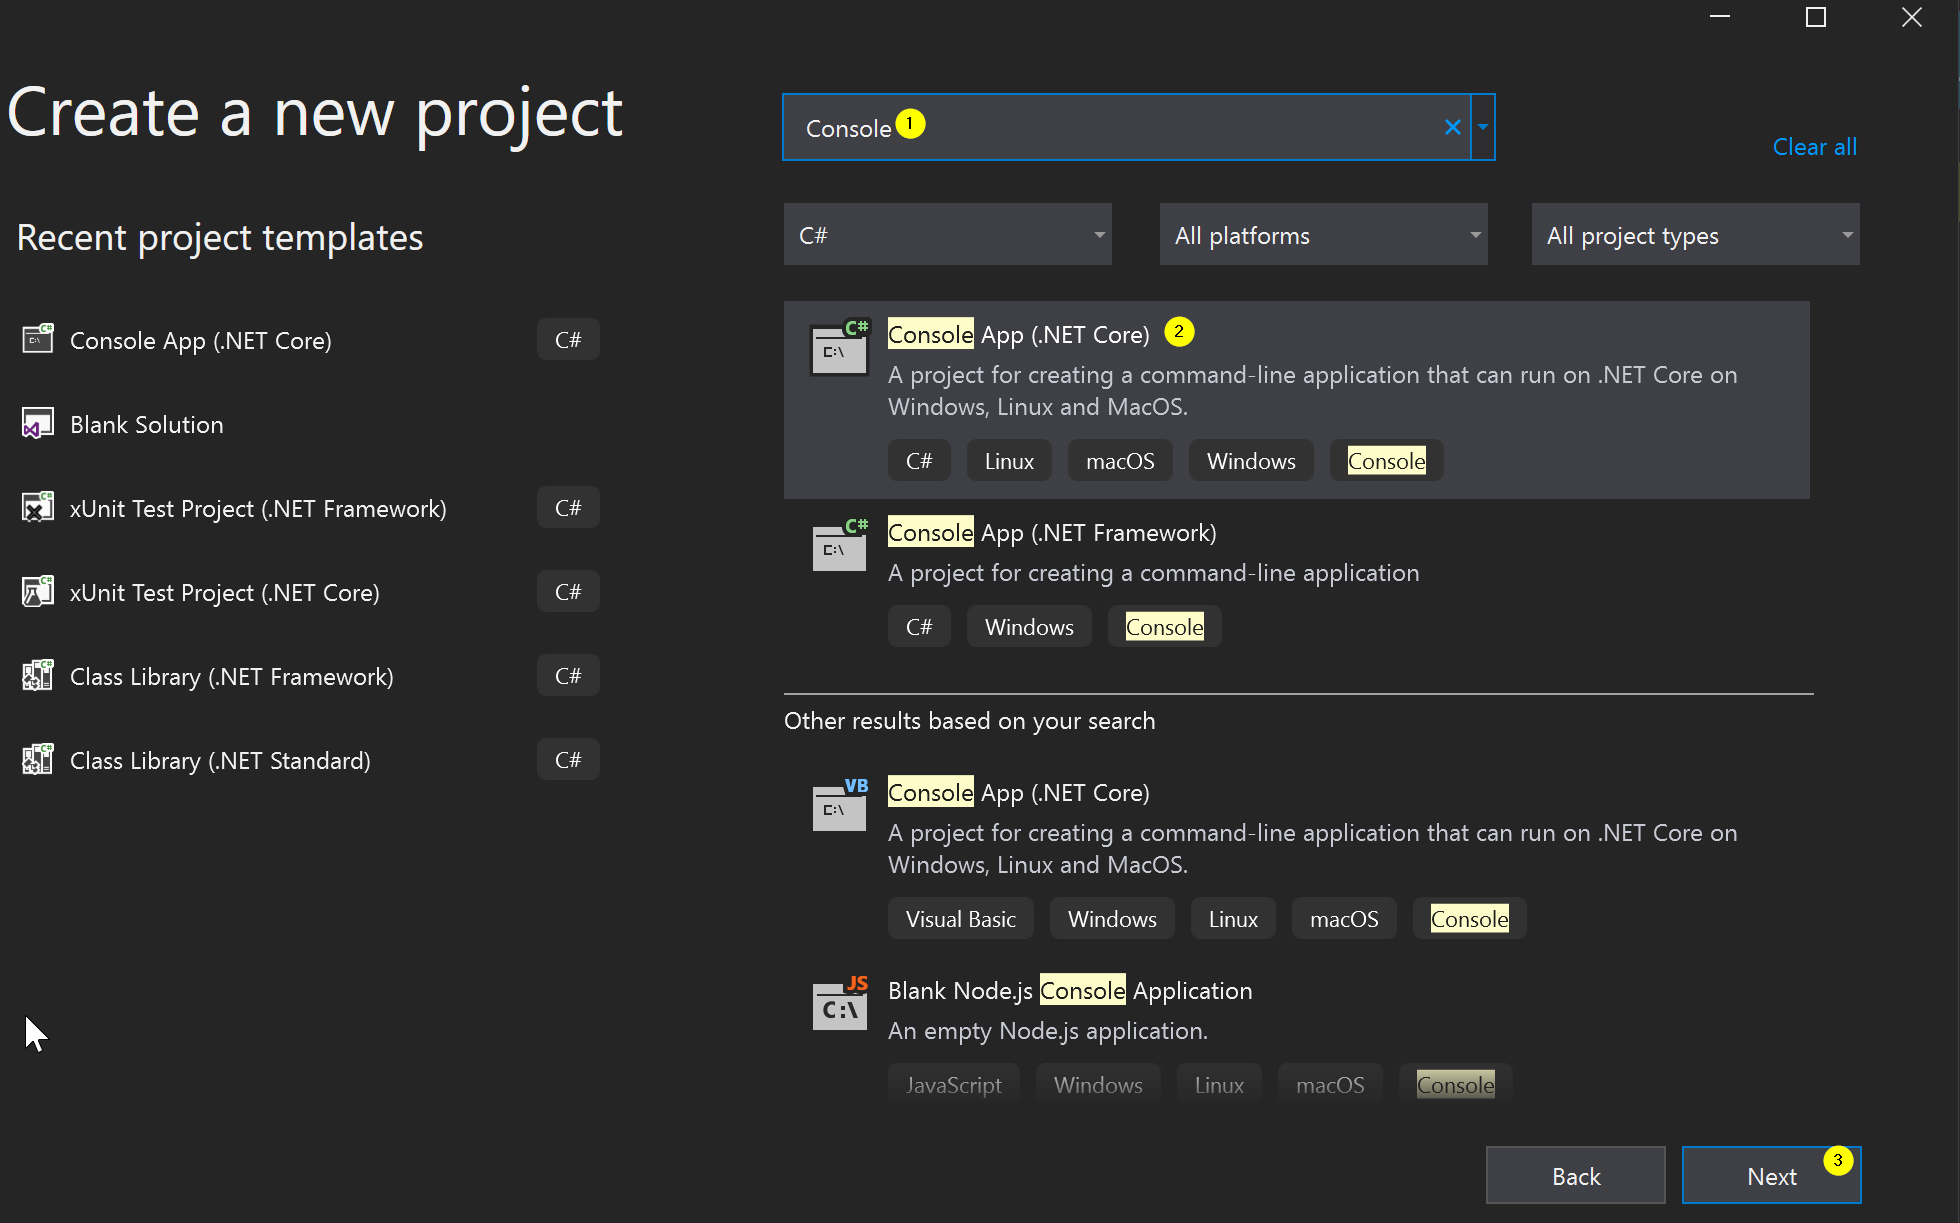 Create a new project
Recent project templates
C#
C:\
Console App (.NET Core)
C#
Blank Solution
C#
xUnit Test Project (.NET Framework)
C#
C#
xUnit Test Project (.NET Core)
C#
C#
Class Library (.NET Framework)
C#
C#
Class Library (.NET Standard)
C#
Console 1
Clear all
C#
All platforms
All project types
C#
C:\
Console App (.NET Core) 2
A project for creating a command-line application that can run on .NET Core on
Windows, Linux and MacOS.
C# Linux macOS Windows Console
C#
C:\
Console App (.NET Framework)
A project for creating a command-line application
C# Windows Console
Other results based on your search
VB
C:\
Console App (.NET Core)
A project for creating a command-line application that can run on .NET Core on
Windows, Linux and MacOS.
Visual Basic Windows Linux macOS Console
JS
C:\
Blank Node.js Console Application
An empty Node.js application.
JavaScript Windows Linux macOS Console
Back
Next 3